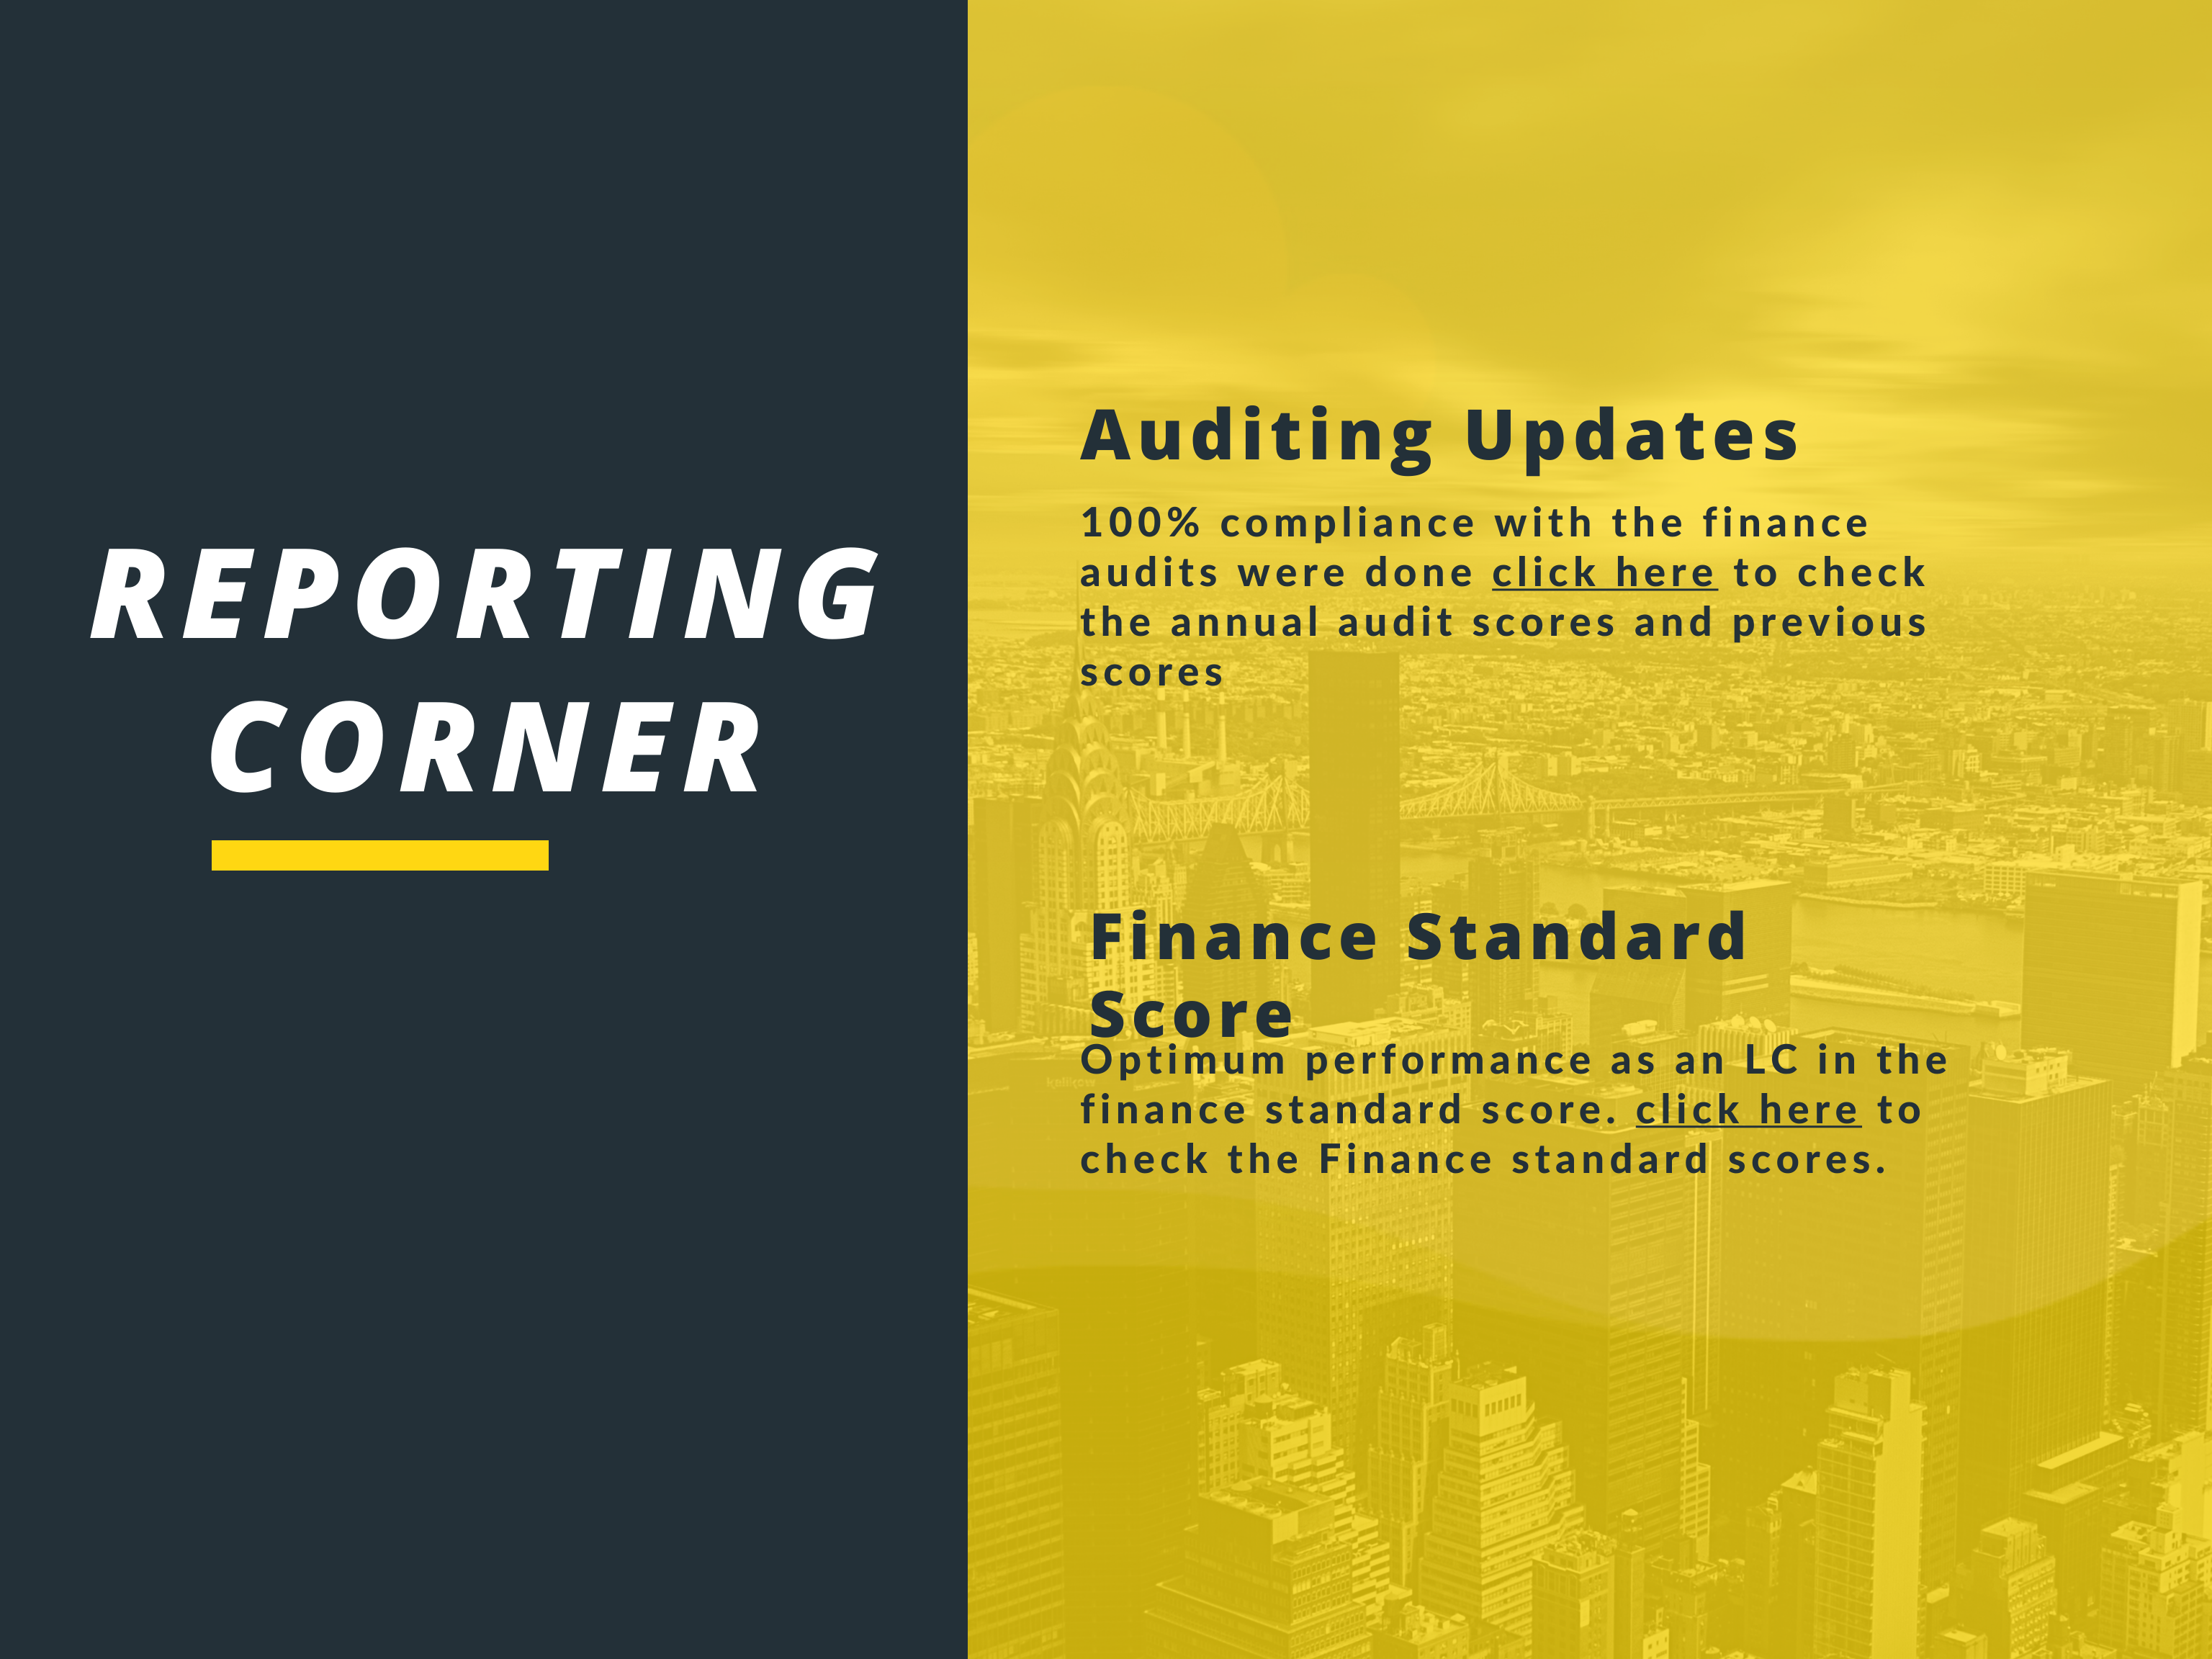 REPORTING
CORNER
Auditing Updates
100% compliance with the finance
audits were done click here to check
the annual audit scores and previous
scores
Finance Standard
Score
Optimum performance as an LC in the
finance standard score. click here to
check the Finance standard scores.